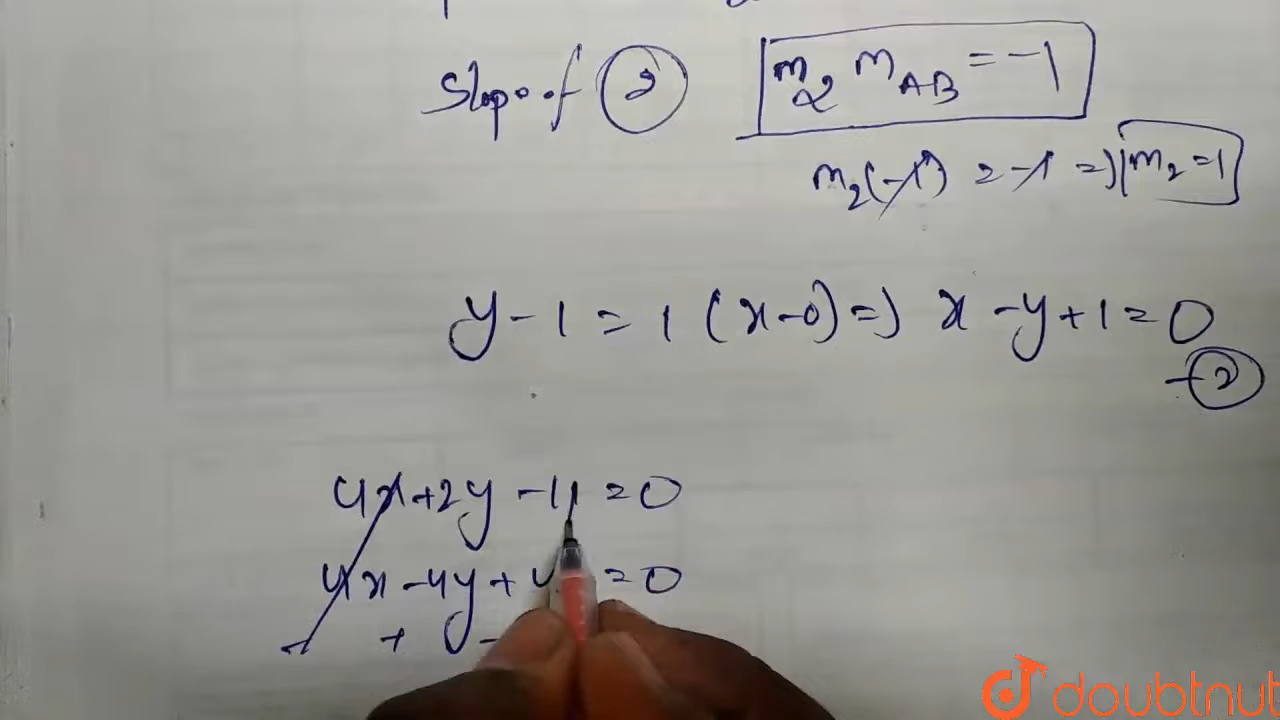 Slope of 2 m2 mAB = -1
m2(-1) = -1 => m2 = 1
y - 1 = 1 (x - 0) => x - y + 1 = 0
- 2
4x + 2y - 11 = 0
4x - 4y + 4 = 0
- + -
doubtnut